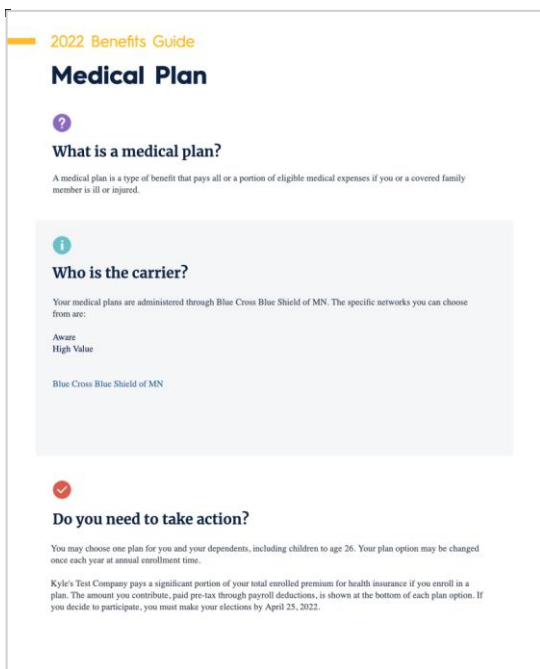 2022 Benefits Guide
Medical Plan
?
What is a medical plan?
A medical plan is a type of benefit that pays all or a portion of eligible medical expenses if you or a covered family
member is ill or injured.
i
Who is the carrier?
Your medical plans are administered through Blue Cross Blue Shield of MN. The specific networks you can choose
from are:
Aware
High Value
Blue Cross Blue Shield of MN
Do you need to take action?
You may choose one plan for you and your dependents, including children to age 26. Your plan option may be changed
once each year at annual enrollment time.
Kyle's Test Company pays a significant portion of your total enrolled premium for health insurance if you enroll in a
plan. The amount you contribute, paid pre-tax through payroll deductions, is shown at the bottom of each plan option. If
you decide to participate, you must make your elections by April 25, 2022.